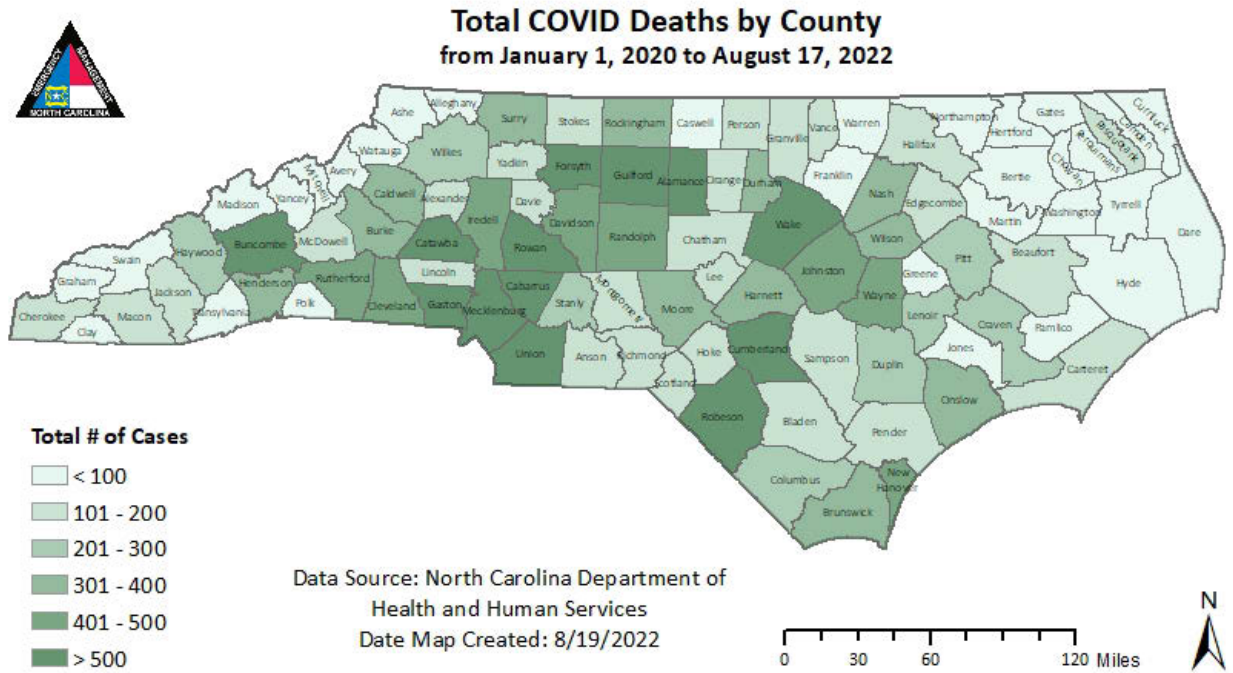 Total COVID Deaths by County
from January 1, 2020 to August 17, 2022
EMERGENCY MANAGEMENT
NORTH CAROLINA
Ashe
Alleghany
Surry
Stokes
Rockingham
Caswell
Person
Granville
Vance
Warren
Northampton
Gates
Currituck
Camden
Pasquotank
Perquimans
Hertford
Halifax
Watauga
Wilkes
Yadkin
Forsyth
Guilford
Alamance
Orange
Durham
Franklin
Nash
Edgecombe
Bertie
Chowan
Avery
Mitchell
Yancey
Madison
Caldwell
Alexander
Iredell
Davie
Davidson
Randolph
Chatham
Wake
Wilson
Martin
Washington
Tyrrell
Dare
Buncombe
McDowell
Burke
Catawba
Rowan
Haywood
Swain
Graham
Jackson
Henderson
Rutherford
Cleveland
Lincoln
Gaston
Mecklenburg
Cabarrus
Stanly
Montgomery
Moore
Lee
Harnett
Johnston
Wayne
Greene
Pitt
Beaufort
Hyde
Cherokee
Clay
Macon
Transylvania
Polk
Union
Anson
Richmond
Scotland
Hoke
Cumberland
Sampson
Duplin
Lenoir
Craven
Jones
Pamlico
Carteret
Onslow
Robeson
Bladen
Pender
Columbus
Brunswick
New
Hanover
Total # of Cases
< 100
101 - 200
201 - 300
301 - 400
401 - 500
> 500
Data Source: North Carolina Department of
Health and Human Services
Date Map Created: 8/19/2022
N
0 30 60 120 Miles